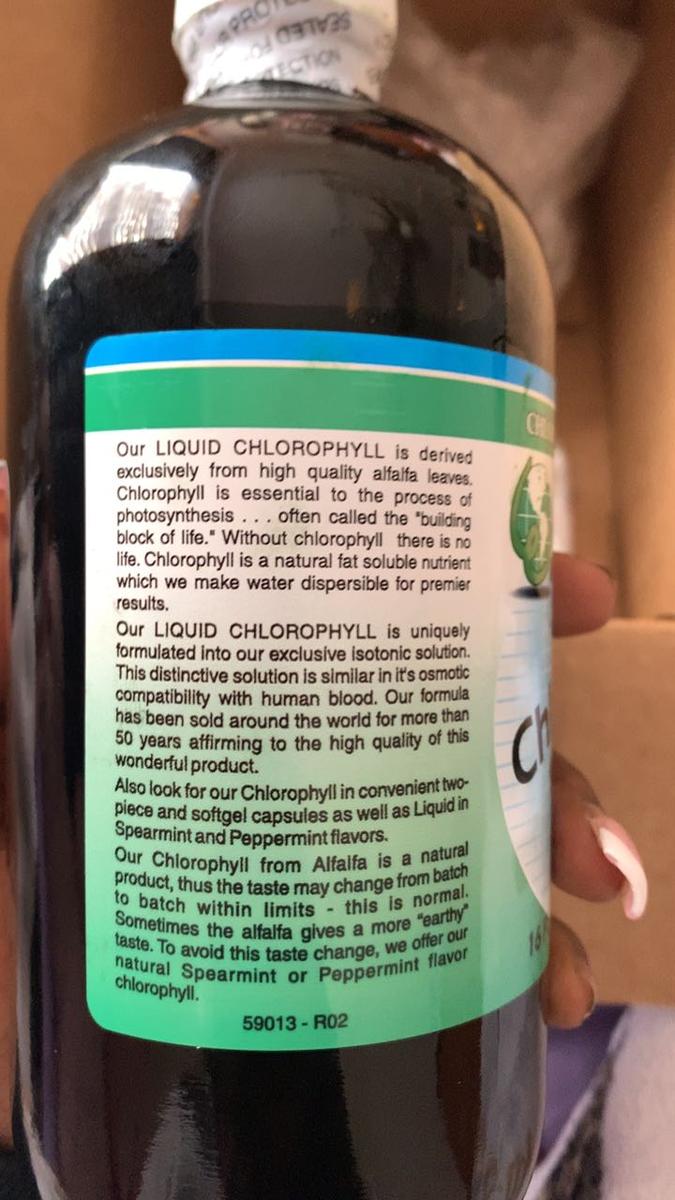 PROTEC
SEALED
FO
ECTION
Our LIQUID CHLOROPHYLL is derived
exclusively from high quality alfalfa leaves.
Chlorophyll is essential to the process of
photosynthesis . . . often called the "building
block of life." Without chlorophyll there is no
life. Chlorophyll is a natural fat soluble nutrient
which we make water dispersible for premier
results.
Our LIQUID CHLOROPHYLL is uniquely
formulated into our exclusive isotonic solution.
This distinctive solution is similar in it's osmotic
compatibility with human blood. Our formula
has been sold around the world for more than
50 years affirming to the high quality of this
wonderful product.
Also look for our Chlorophyll in convenient two-
piece and softgel capsules as well as Liquid in
Spearmint and Peppermint flavors.
Our Chlorophyll from Alfalfa is a natural
product, thus the taste may change from batch
to batch within limits - this is normal.
Sometimes the alfalfa gives a more "earthy"
taste. To avoid this taste change, we offer our
natural Spearmint or Peppermint flavor
chlorophyll.
59013 - R02
Ch
16